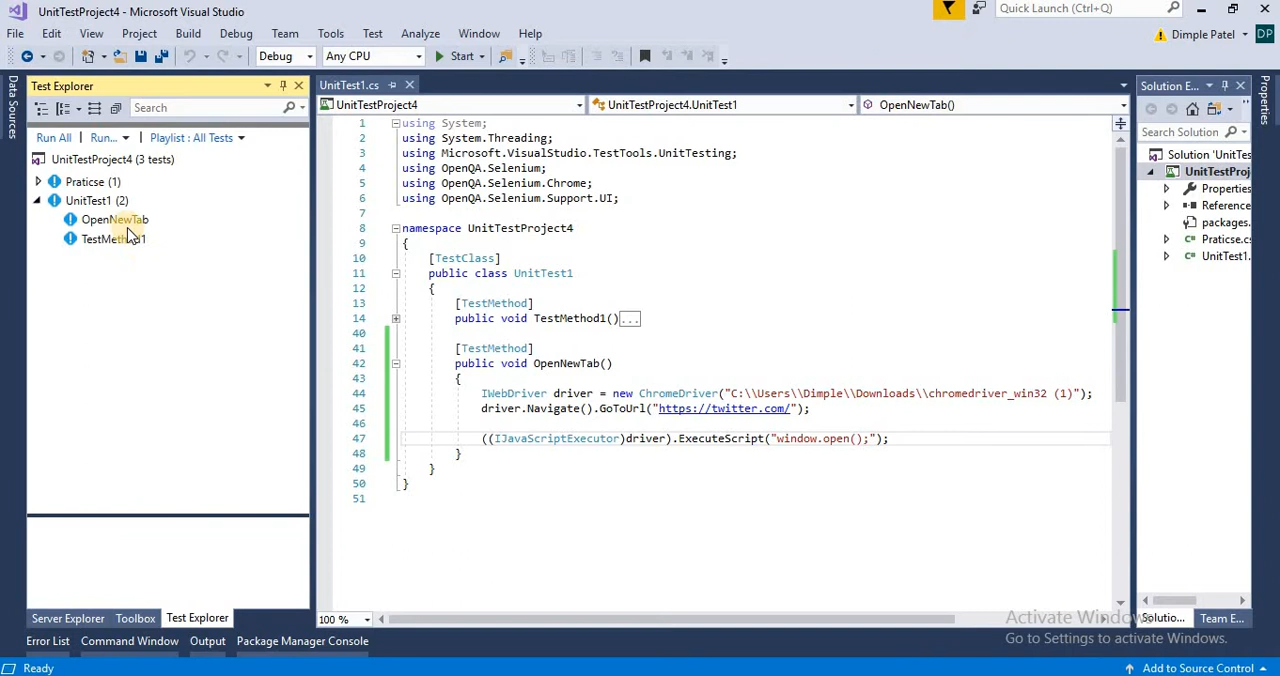 UnitTestProject4 - Microsoft Visual Studio
Quick Launch (Ctrl+Q)
File Edit View Project Build Debug Team Tools Test Analyze Window Help
Dimple Patel DP
Debug Any CPU Start
Data Sources
Test Explorer
Search
Run All Run... Playlist : All Tests
UnitTestProject4 (3 tests)
Praticse (1)
UnitTest1 (2)
OpenNewTab
TestMethod1
Server Explorer Toolbox Test Explorer
UnitTest1.cs
UnitTestProject4 UnitTestProject4.UnitTest1 OpenNewTab()
1 using System;
2 using System.Threading;
3 using Microsoft.VisualStudio.TestTools.UnitTesting;
4 using OpenQA.Selenium;
5 using OpenQA.Selenium.Chrome;
6 using OpenQA.Selenium.Support.UI;
7
8 namespace UnitTestProject4
9 {
10 [TestClass]
11 public class UnitTest1
12 {
13 [TestMethod]
14 public void TestMethod1()...
40
41 [TestMethod]
42 public void OpenNewTab()
43 {
44 IWebDriver driver = new ChromeDriver("C:\\Users\\Dimple\\Downloads\\chromedriver_win32 (1)");
45 driver.Navigate().GoToUrl("https://twitter.com/");
46
47 ((IJavaScriptExecutor)driver).ExecuteScript("window.open();");
48 }
49 }
50 }
51
100 %
Solution E...
Search Solution
Solution 'UnitTes
UnitTestProj
Properties
Reference
packages.
Praticse.cs
UnitTest1.
Solutio... Team E...
Properties
Activate Windows
Go to Settings to activate Windows.
Error List Command Window Output Package Manager Console
Ready
Add to Source Control